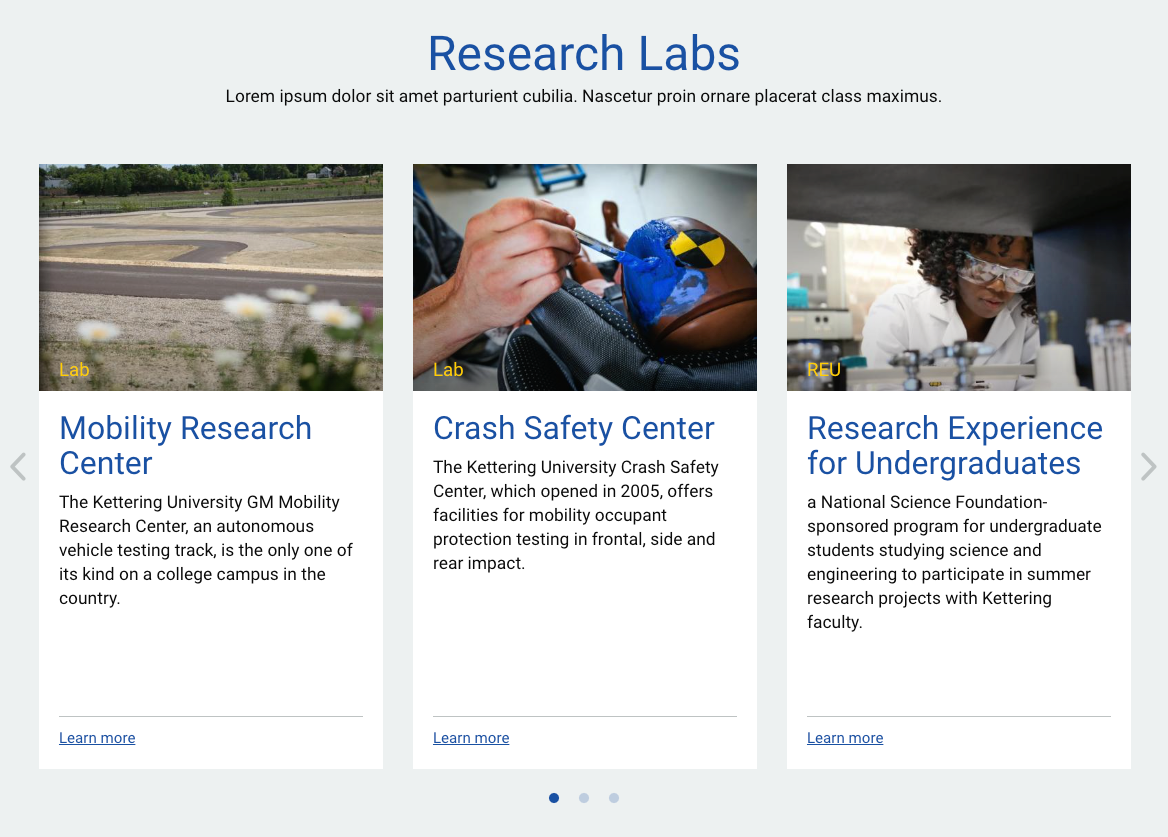 Research Labs
Lorem ipsum dolor sit amet parturient cubilia. Nascetur proin ornare placerat class maximus.
Lab
Mobility Research
Center
The Kettering University GM Mobility
Research Center, an autonomous
vehicle testing track, is the only one of
its kind on a college campus in the
country.
Learn more
Lab
Crash Safety Center
The Kettering University Crash Safety
Center, which opened in 2005, offers
facilities for mobility occupant
protection testing in frontal, side and
rear impact.
Learn more
REU
Research Experience
for Undergraduates
a National Science Foundation-
sponsored program for undergraduate
students studying science and
engineering to participate in summer
research projects with Kettering
faculty.
Learn more